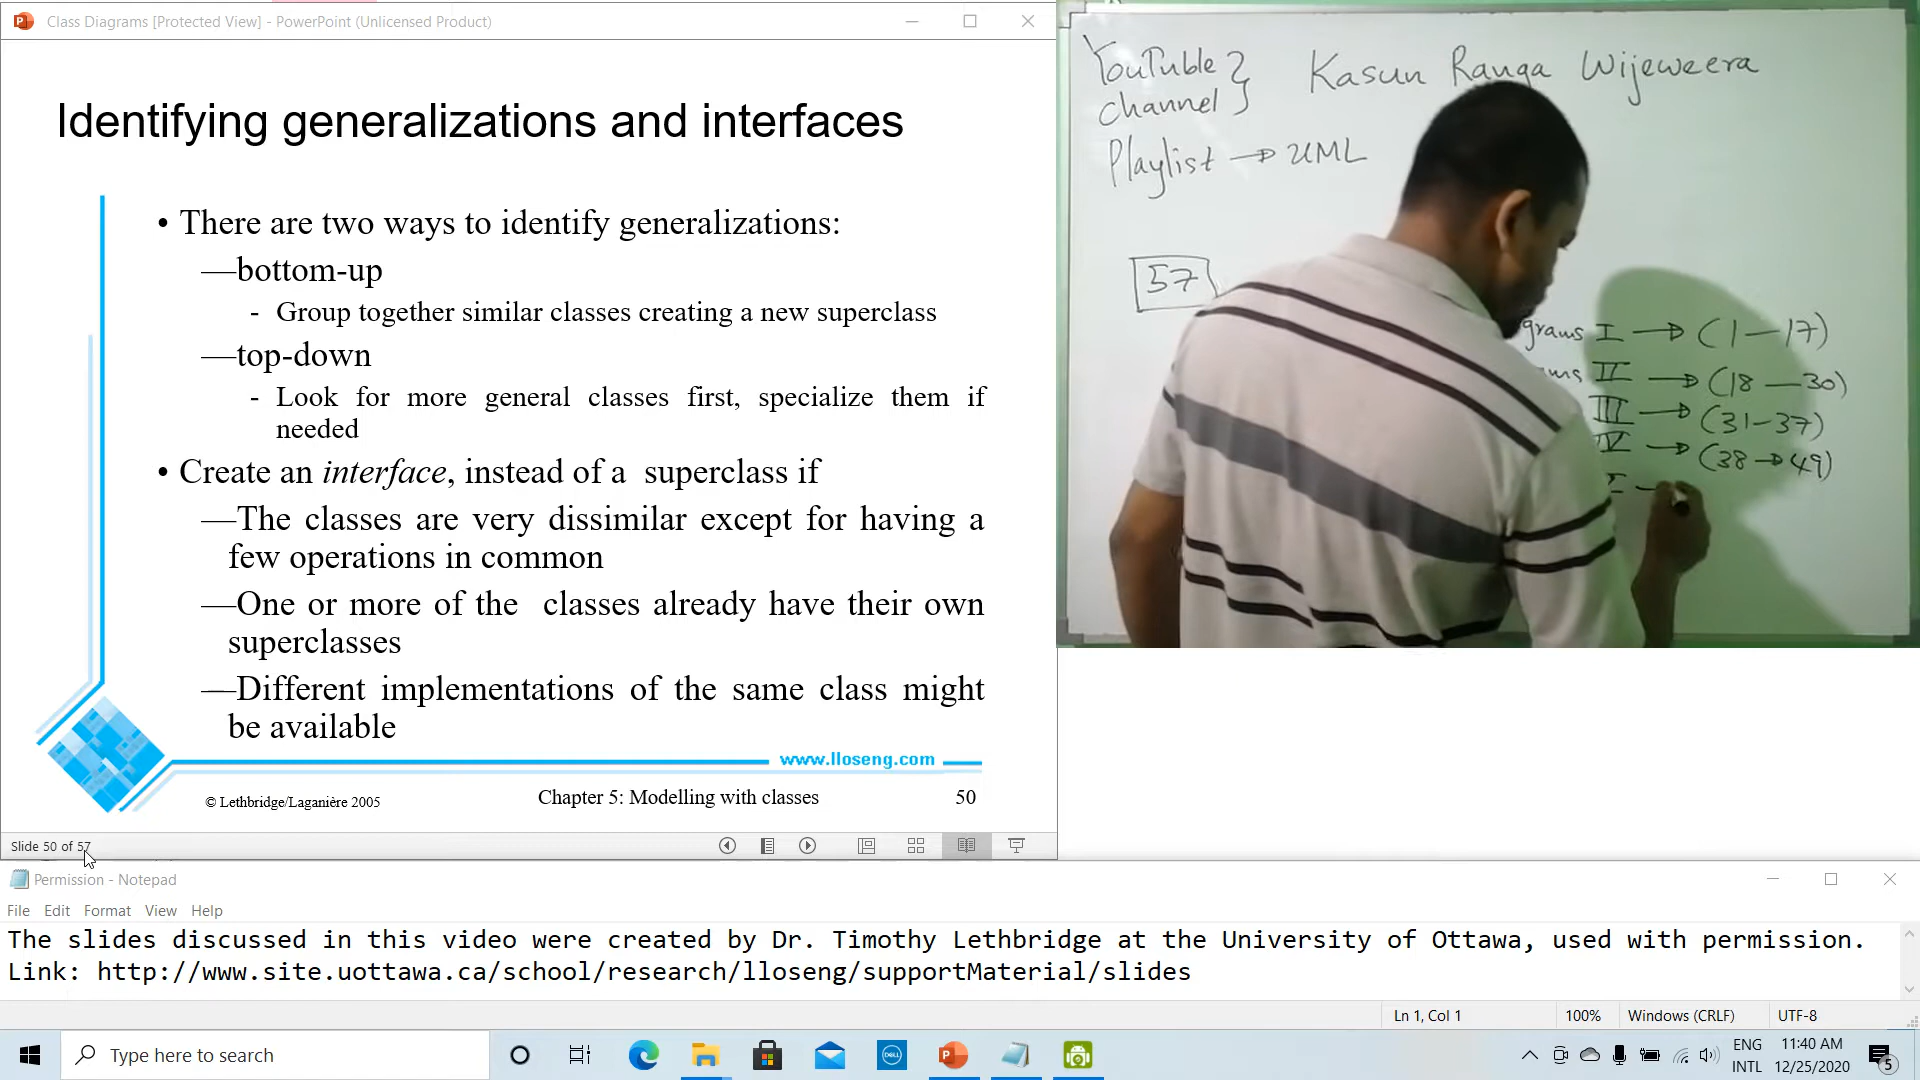 Class Diagrams [Protected View] - PowerPoint (Unlicensed Product)
Identifying generalizations and interfaces
• There are two ways to identify generalizations:
—bottom-up
- Group together similar classes creating a new superclass
—top-down
- Look for more general classes first, specialize them if
needed
• Create an interface, instead of a superclass if
—The classes are very dissimilar except for having a
few operations in common
—One or more of the classes already have their own
superclasses
—Different implementations of the same class might
be available
www.lloseng.com
© Lethbridge/Laganière 2005
Chapter 5: Modelling with classes
50
Slide 50 of 57
YouTuble
channel } Kasun Ranga Wijeweera
Playlist → UML
57
grams I → (1 — 17)
ms II → (18 — 30)
III → (31 - 37)
IV → (38 → 49)
Permission - Notepad
File Edit Format View Help
The slides discussed in this video were created by Dr. Timothy Lethbridge at the University of Ottawa, used with permission.
Link: http://www.site.uottawa.ca/school/research/lloseng/supportMaterial/slides
Ln 1, Col 1 100% Windows (CRLF) UTF-8
Type here to search
DELL
ENG
INTL
11:40 AM
12/25/2020
5